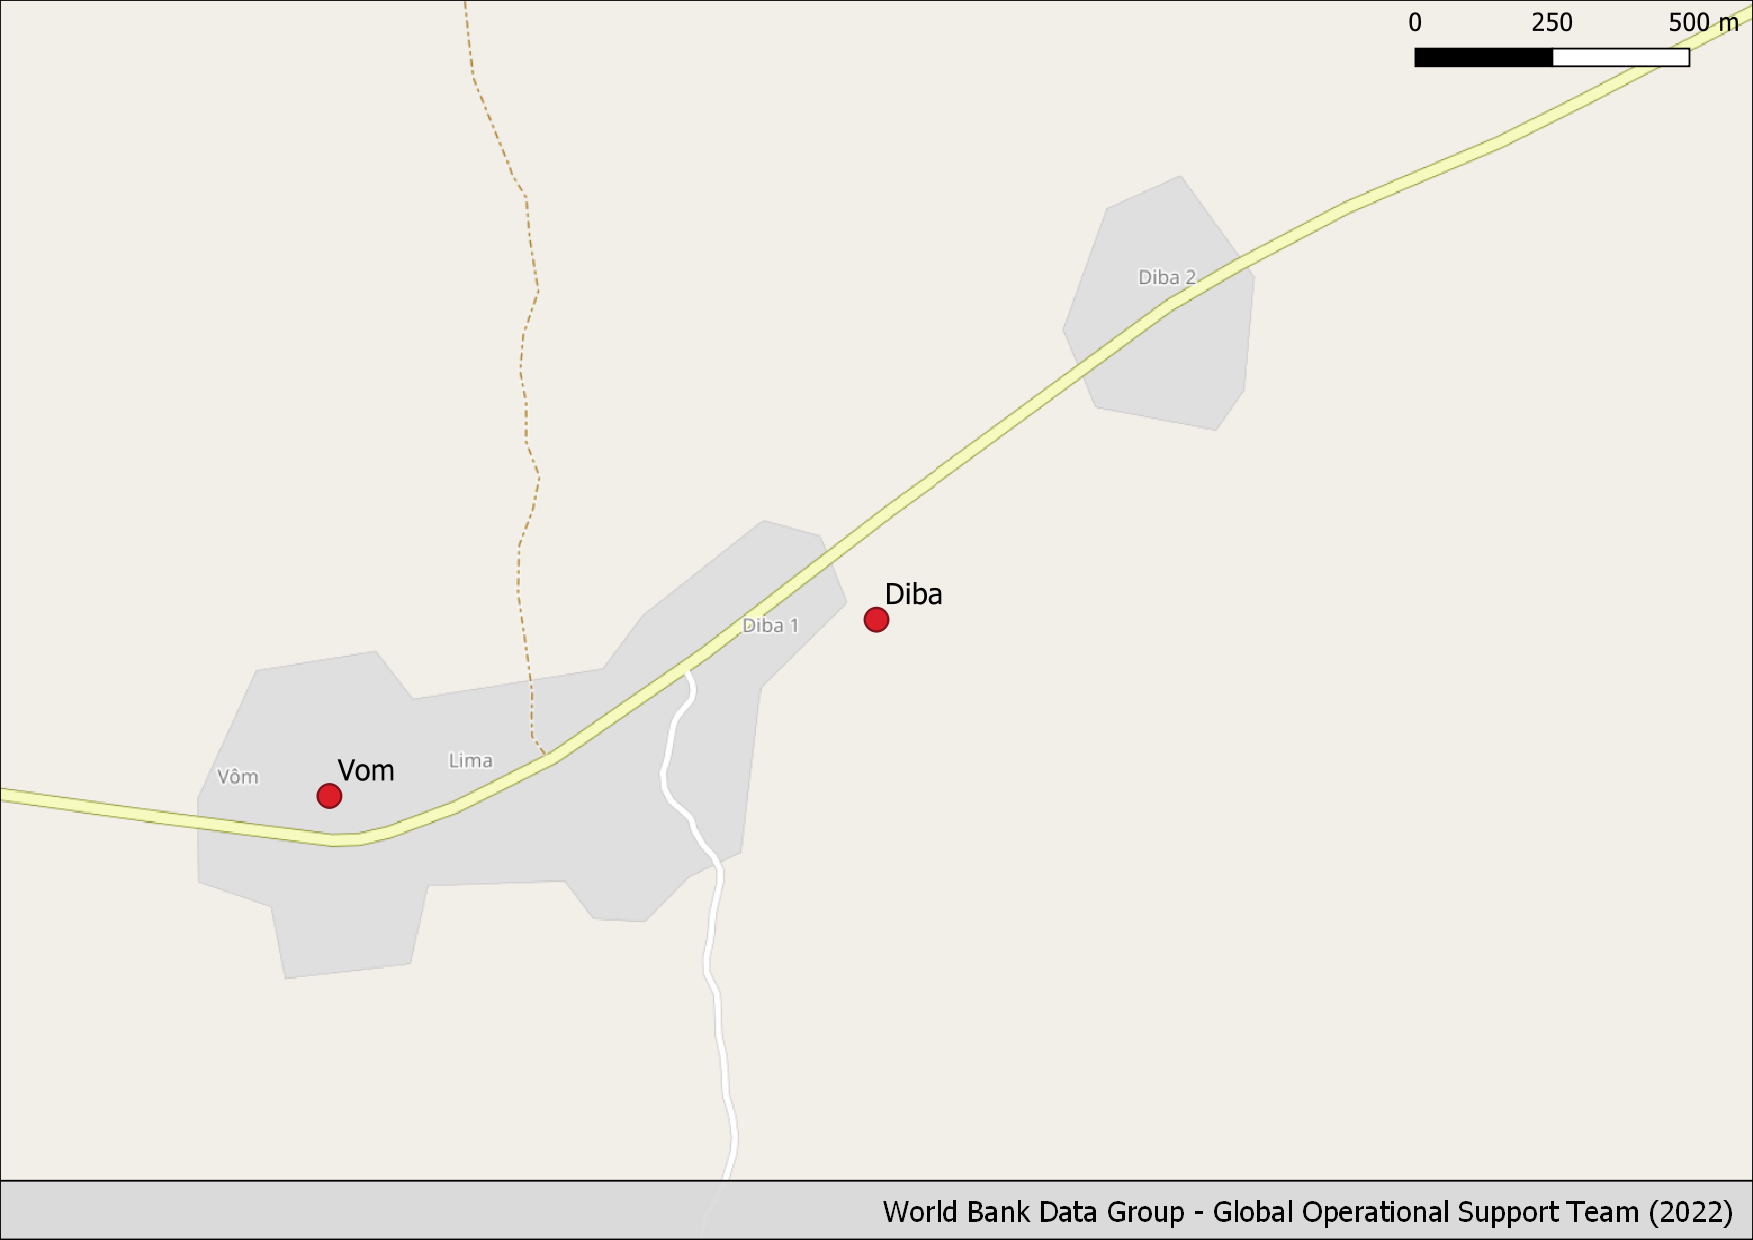 0 250 500 m
Diba 2
Diba
Diba 1
Lima
Vom
Vôm
World Bank Data Group - Global Operational Support Team (2022)